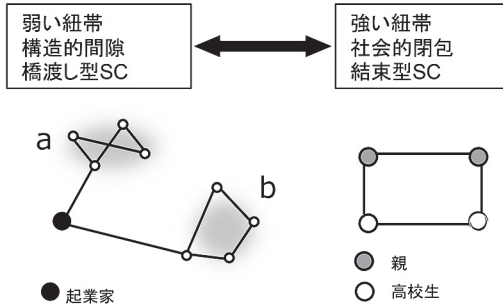 弱い紐帯
構造的間隙
橋渡し型SC
強い紐帯
社会的閉包
結束型SC
a
b
起業家
親
高校生